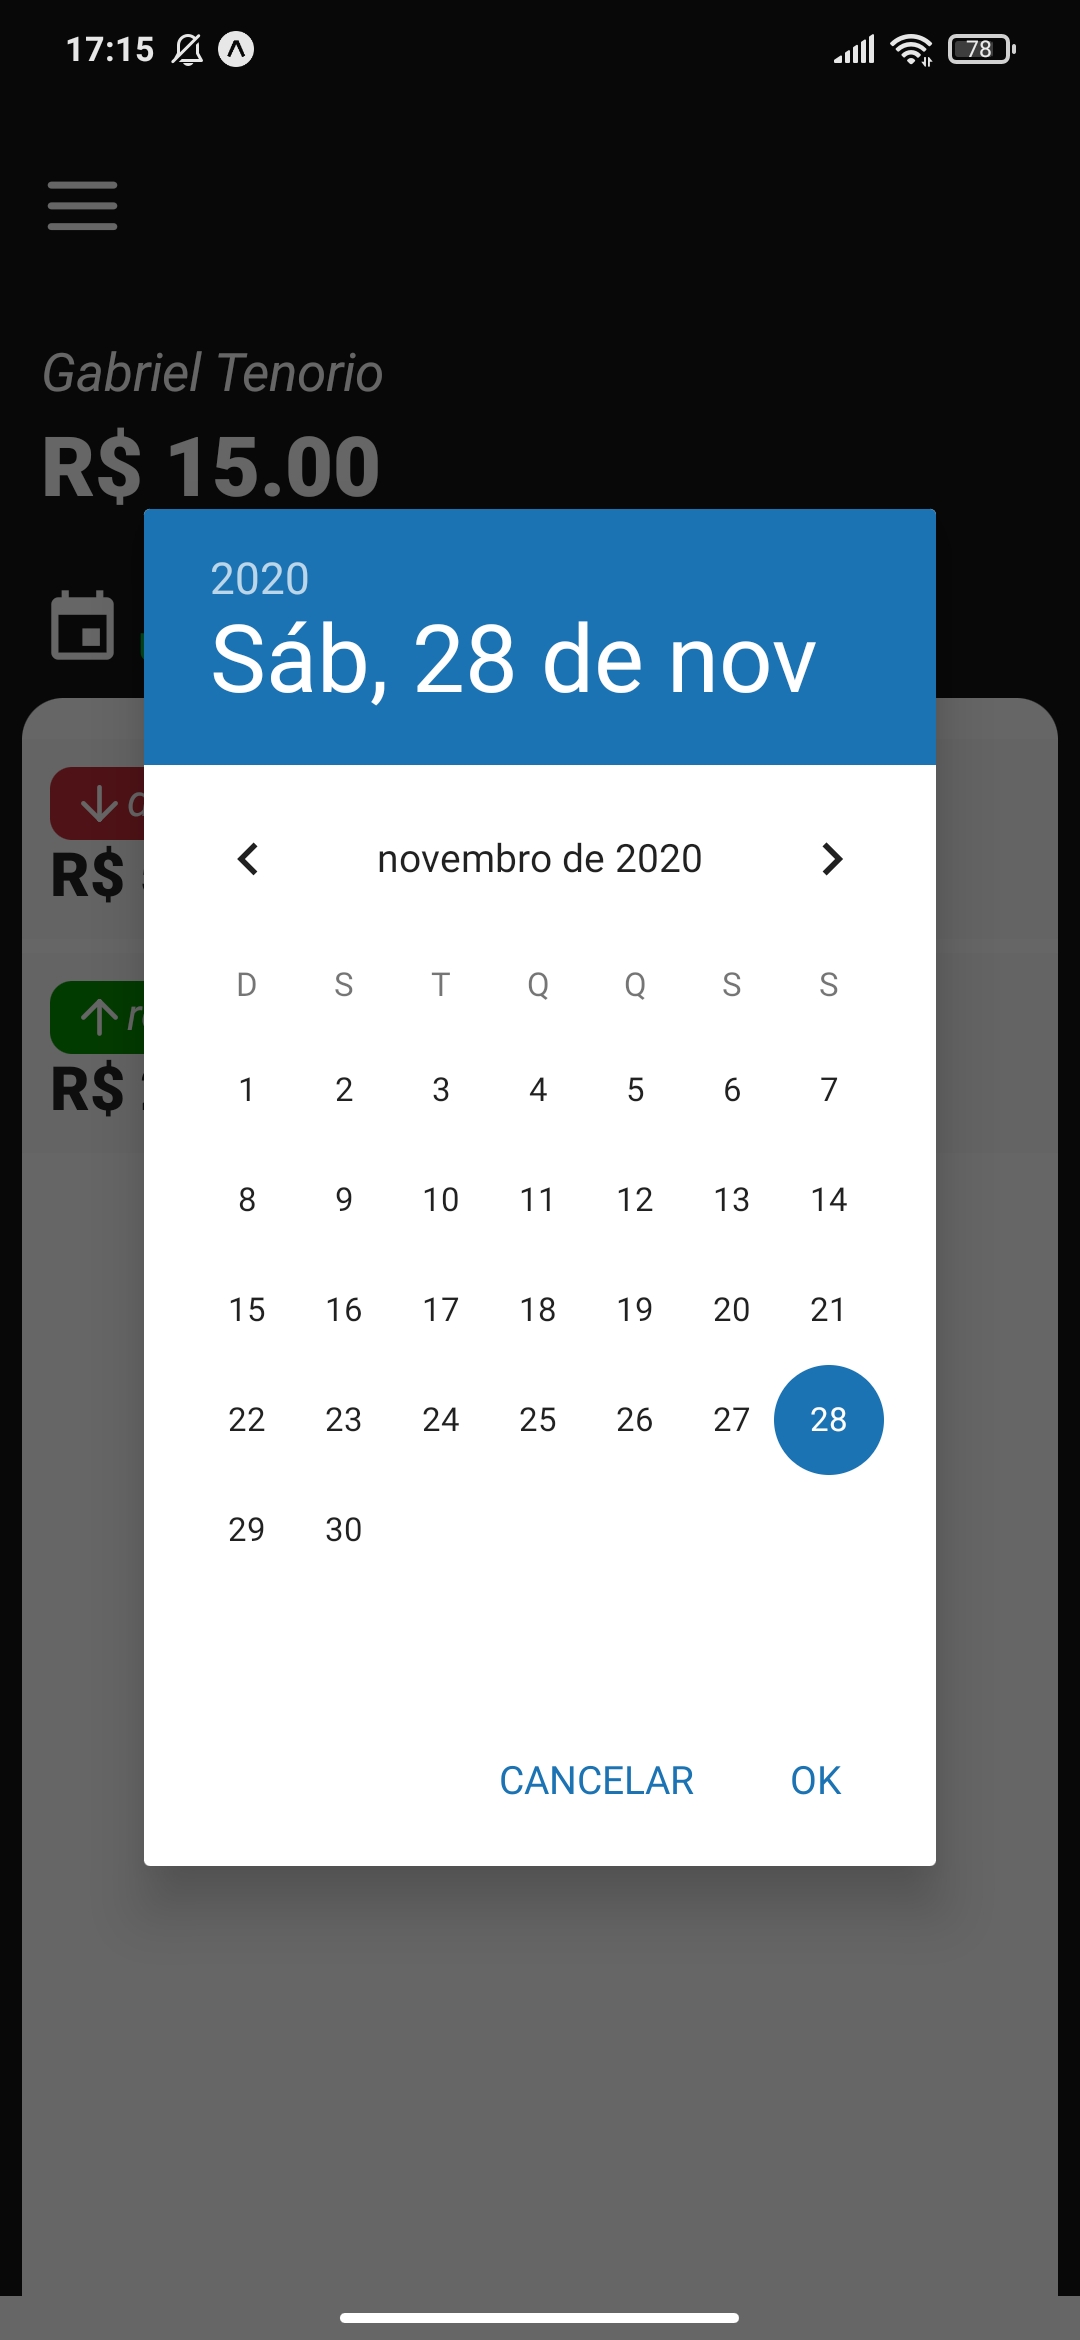 17:15 78
Gabriel Tenorio
R$ 15.00
2020
Sáb, 28 de nov
R$
R$
novembro de 2020
D S T Q Q S S
1 2 3 4 5 6 7
8 9 10 11 12 13 14
15 16 17 18 19 20 21
22 23 24 25 26 27 28
29 30
CANCELAR OK